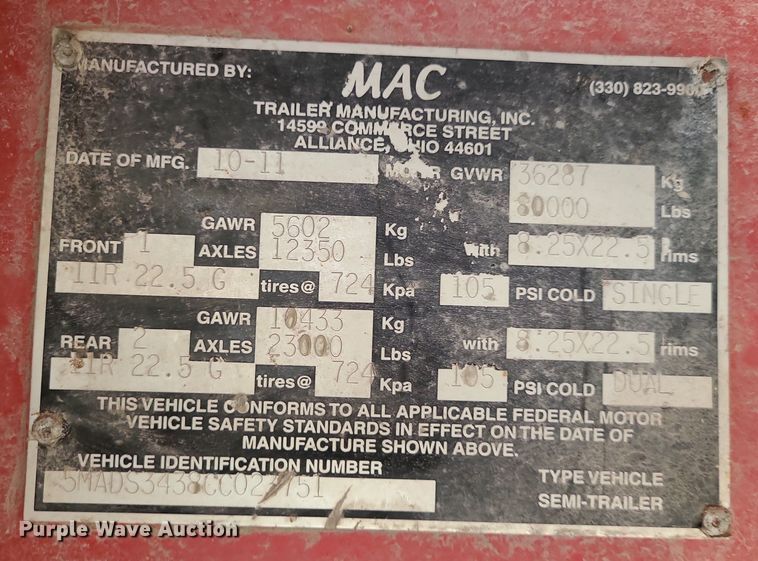 MANUFACTURED BY: MAC (330) 823-9900
TRAILER MANUFACTURING, INC.
14599 COMMERCE STREET
ALLIANCE, OHIO 44601
DATE OF MFG. 10-11 MOTOR GVWR 36287 Kg
80000 Lbs
GAWR 5602 Kg
FRONT 1 AXLES 12350 Lbs with 8.25X22.5 rims
11R 22.5 G tires@ 724 Kpa 105 PSI COLD SINGLE
GAWR 10433 Kg
REAR 2 AXLES 23000 Lbs with 8.25X22.5 rims
11R 22.5 G tires@ 724 Kpa 105 PSI COLD DUAL
THIS VEHICLE CONFORMS TO ALL APPLICABLE FEDERAL MOTOR
VEHICLE SAFETY STANDARDS IN EFFECT ON THE DATE OF
MANUFACTURE SHOWN ABOVE.
VEHICLE IDENTIFICATION NUMBER TYPE VEHICLE
SEMI-TRAILER
Purple Wave Auction